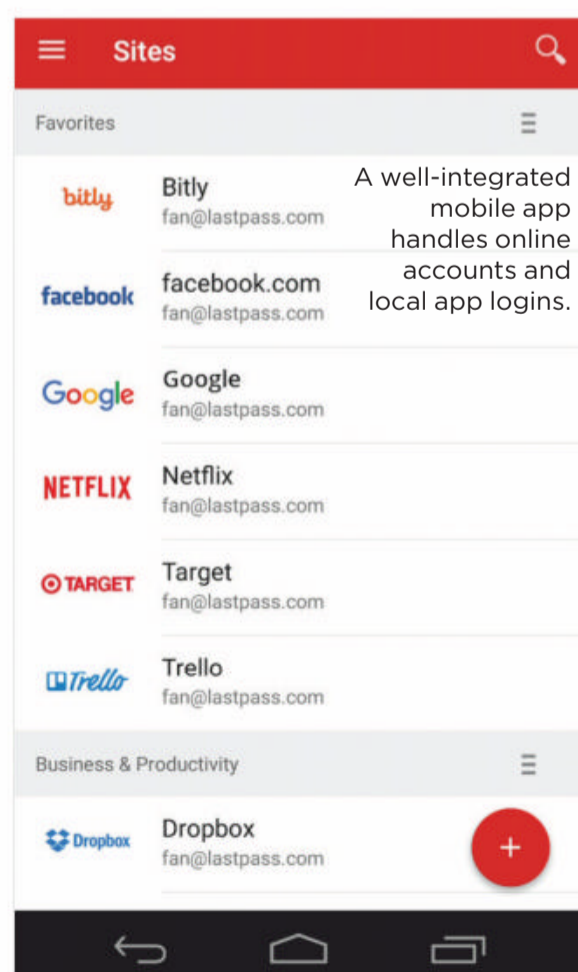 Sites
Favorites
bitly
Bitly
fan@lastpass.com
A well-integrated
mobile app
handles online
accounts and
local app logins.
facebook
facebook.com
fan@lastpass.com
Google
Google
fan@lastpass.com
NETFLIX
Netflix
fan@lastpass.com
TARGET
Target
fan@lastpass.com
Trello
Trello
fan@lastpass.com
Business & Productivity
Dropbox
Dropbox
fan@lastpass.com
+